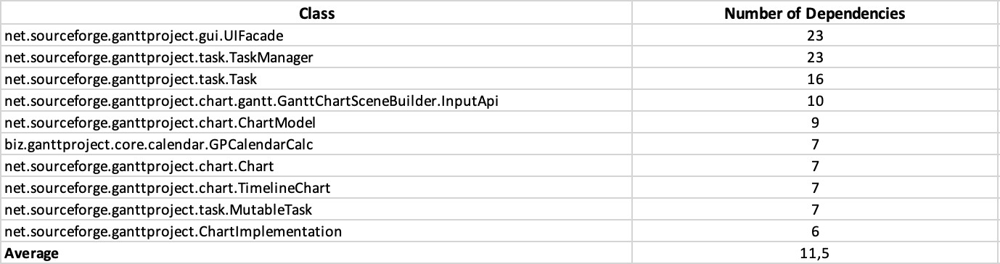 Class Number of Dependencies
net.sourceforge.ganttproject.gui.UIFacade 23
net.sourceforge.ganttproject.task.TaskManager 23
net.sourceforge.ganttproject.task.Task 16
net.sourceforge.ganttproject.chart.gantt.GanttChartSceneBuilder.InputApi 10
net.sourceforge.ganttproject.chart.ChartModel 9
biz.ganttproject.core.calendar.GPCalendarCalc 7
net.sourceforge.ganttproject.chart.Chart 7
net.sourceforge.ganttproject.chart.TimelineChart 7
net.sourceforge.ganttproject.task.MutableTask 7
net.sourceforge.ganttproject.ChartImplementation 6
Average 11,5